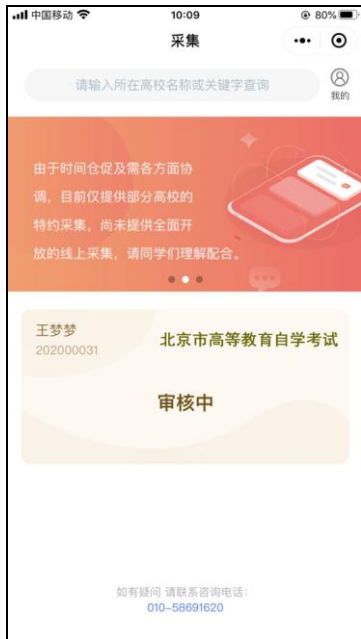 中国移动
10:09
80%
采集
请输入所在高校名称或关键字查询
我的
由于时间仓促及需各方面协
调，目前仅提供部分高校的
特约采集，尚未提供全面开
放的线上采集，请同学们理解配合。
王梦梦
202000031
北京市高等教育自学考试
审核中
如有疑问 请联系咨询电话：
010-58691620